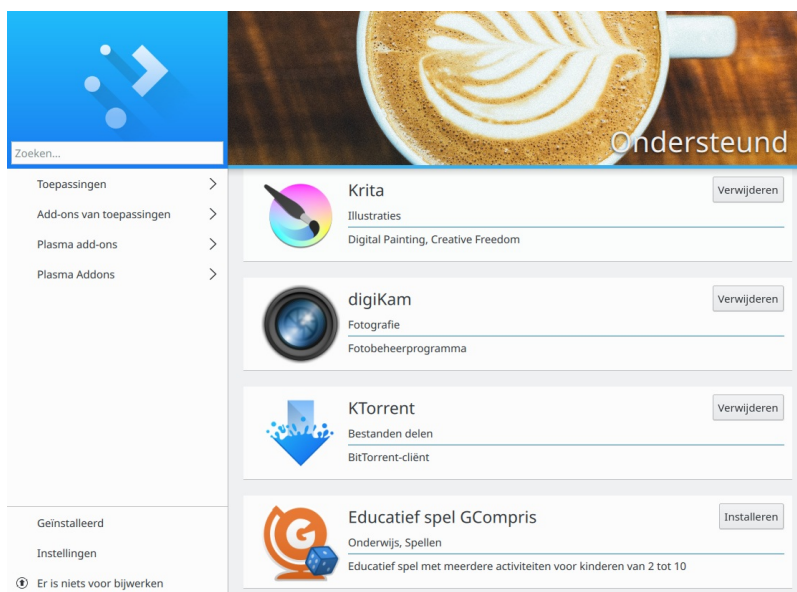 Ondersteund
Zoeken...
Toepassingen
Add-ons van toepassingen
Plasma add-ons
Plasma Addons
Geïnstalleerd
Instellingen
Er is niets voor bijwerken
Krita
Verwijderen
Illustraties
Digital Painting, Creative Freedom
digiKam
Verwijderen
Fotografie
Fotobeheerprogramma
KTorrent
Verwijderen
Bestanden delen
BitTorrent-cliënt
Educatief spel GCompris
Installeren
Onderwijs, Spellen
Educatief spel met meerdere activiteiten voor kinderen van 2 tot 10